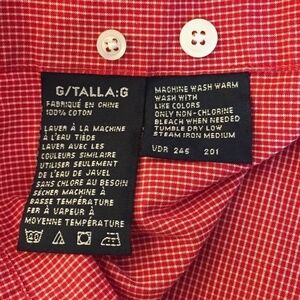 G/TALLA:G
FABRIQUÉ EN CHINE
100% COTON
LAVER À LA MACHINE
À L'EAU TIÈDE
LAVER AVEC LES
COULEURS SIMILAIRE
UTILISER SEULEMENT
DE L'EAU DE JAVEL
SANS CHLORE AU BESOIN
SÉCHER MACHINE À
BASSE TEMPÉRATURE
FER À VAPEUR À
MOYENNE TEMPÉRATURE
40
MACHINE WASH WARM
WASH WITH
LIKE COLORS
ONLY NON-CHLORINE
BLEACH WHEN NEEDED
TUMBLE DRY LOW
STEAM IRON MEDIUM
VDR 246 201